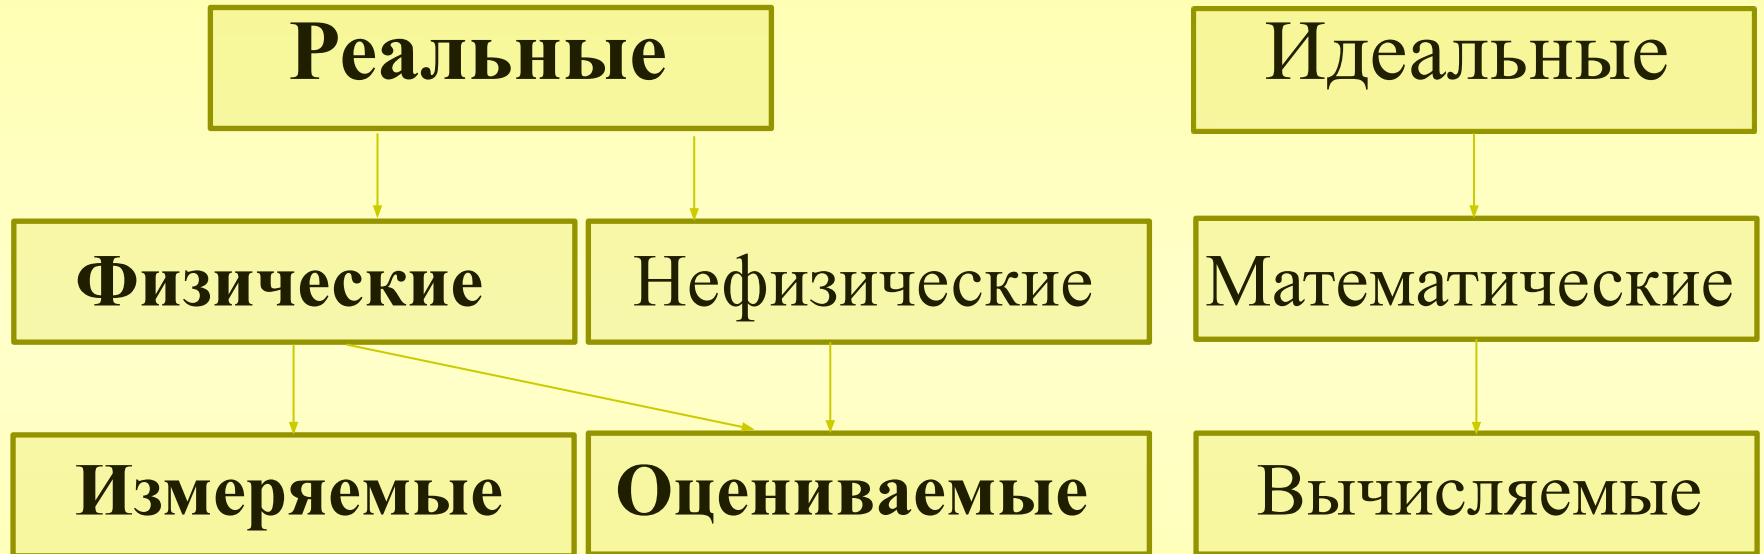 Реальные
Идеальные
Физические
Нефизические
Математические
Измеряемые
Оцениваемые
Вычисляемые